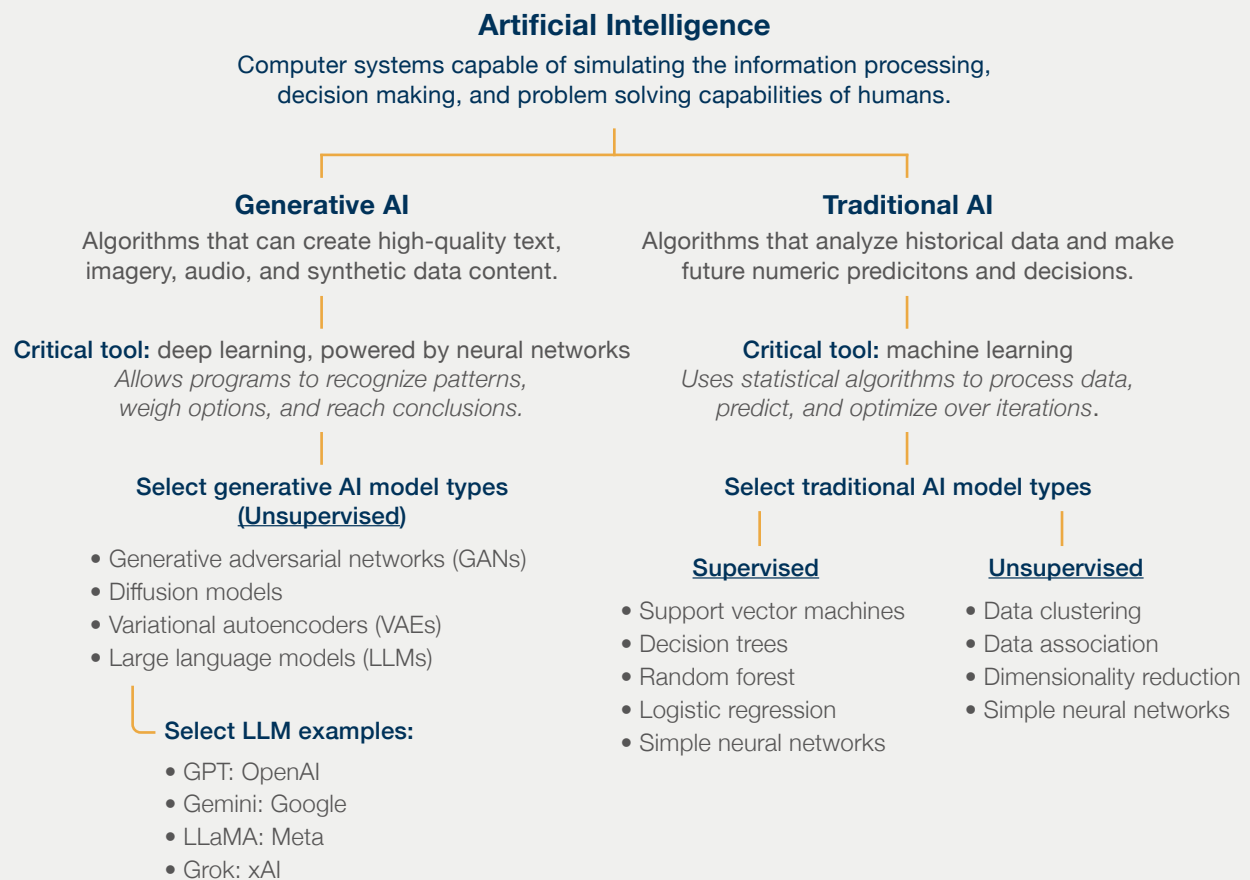 Artificial Intelligence
Computer systems capable of simulating the information processing,
decision making, and problem solving capabilities of humans.
Generative AI
Algorithms that can create high-quality text,
imagery, audio, and synthetic data content.
Critical tool: deep learning, powered by neural networks
Allows programs to recognize patterns,
weigh options, and reach conclusions.
Select generative AI model types
(Unsupervised)
• Generative adversarial networks (GANs)
• Diffusion models
• Variational autoencoders (VAEs)
• Large language models (LLMs)
Select LLM examples:
• GPT: OpenAI
• Gemini: Google
• LLaMA: Meta
• Grok: xAI
Traditional AI
Algorithms that analyze historical data and make
future numeric predicitons and decisions.
Critical tool: machine learning
Uses statistical algorithms to process data,
predict, and optimize over iterations.
Select traditional AI model types
Supervised
• Support vector machines
• Decision trees
• Random forest
• Logistic regression
• Simple neural networks
Unsupervised
• Data clustering
• Data association
• Dimensionality reduction
• Simple neural networks